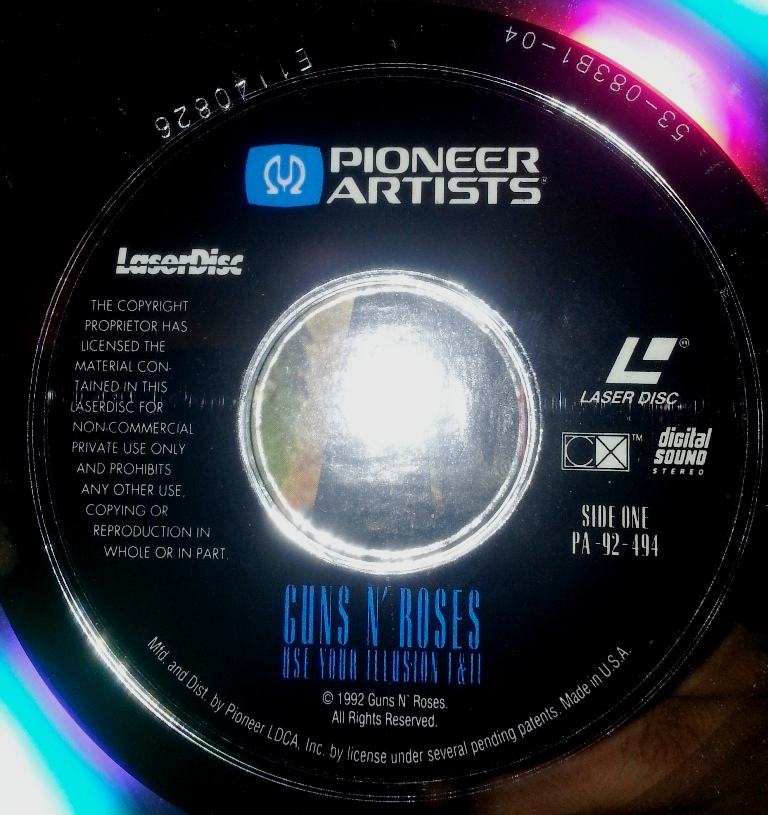 E1120826
53-083B1-04
PIONEER
ARTISTS®
LaserDisc
THE COPYRIGHT
PROPRIETOR HAS
LICENSED THE
MATERIAL CON-
TAINED IN THIS
LASERDISC FOR
NON-COMMERCIAL
PRIVATE USE ONLY
AND PROHIBITS
ANY OTHER USE,
COPYING OR
REPRODUCTION IN
WHOLE OR IN PART.
®
LASER DISC
CX™
digital
SOUND
STEREO
SIDE ONE
PA-92-494
GUNS N' ROSES
USE YOUR ILLUSION I & II
© 1992 Guns N' Roses.
All Rights Reserved.
Mfd. and Dist. by Pioneer LDCA, Inc. by license under several pending patents. Made in U.S.A.